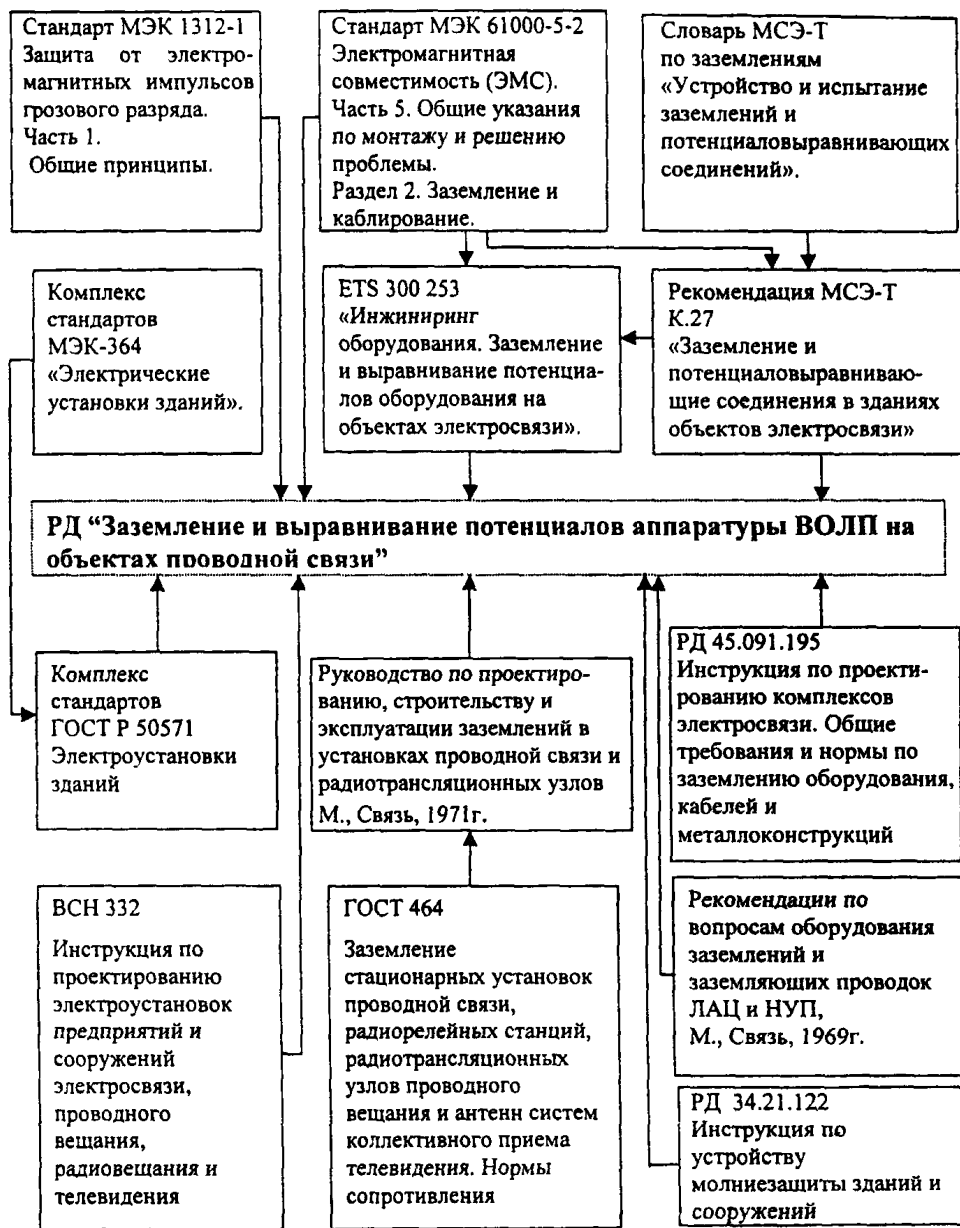 Стандарт МЭК 1312-1
Защита от электро-
магнитных импульсов
грозового разряда.
Часть 1.
Общие принципы.
Стандарт МЭК 61000-5-2
Электромагнитная
совместимость (ЭМС).
Часть 5. Общие указания
по монтажу и решению
проблемы.
Раздел 2. Заземление и
каблирование.
Словарь МСЭ-Т
по заземлениям
«Устройство и испытание
заземлений и
потенциаловыравнивающих
соединений».
Комплекс
стандартов
МЭК-364
«Электрические
установки зданий».
ETS 300 253
«Инжиниринг
оборудования. Заземление
и выравнивание потенциа-
лов оборудования на
объектах электросвязи».
Рекомендация МСЭ-Т
К.27
«Заземление и
потенциаловыравниваю-
щие соединения в зданиях
объектов электросвязи»
РД “Заземление и выравнивание потенциалов аппаратуры ВОЛП на
объектах проводной связи”
Комплекс
стандартов
ГОСТ Р 50571
Электроустановки
зданий
Руководство по проектиро-
ванию, строительству и
эксплуатации заземлений в
установках проводной связи и
радиотрансляционных узлов
М., Связь, 1971г.
РД 45.091.195
Инструкция по проекти-
рованию комплексов
электросвязи. Общие
требования и нормы по
заземлению оборудования,
кабелей и
металлоконструкций
ВСН 332
Инструкция по
проектированию
электроустановок
предприятий и
сооружений
электросвязи,
проводного
вещания,
радиовещания и
телевидения
ГОСТ 464
Заземление
стационарных установок
проводной связи,
радиорелейных станций,
радиотрансляционных
узлов проводного
вещания и антенн систем
коллективного приема
телевидения. Нормы
сопротивления
Рекомендации по
вопросам оборудования
заземлений и
заземляющих проводок
ЛАЦ и НУП,
М., Связь, 1969г.
РД 34.21.122
Инструкция по
устройству
молниезащиты зданий и
сооружений